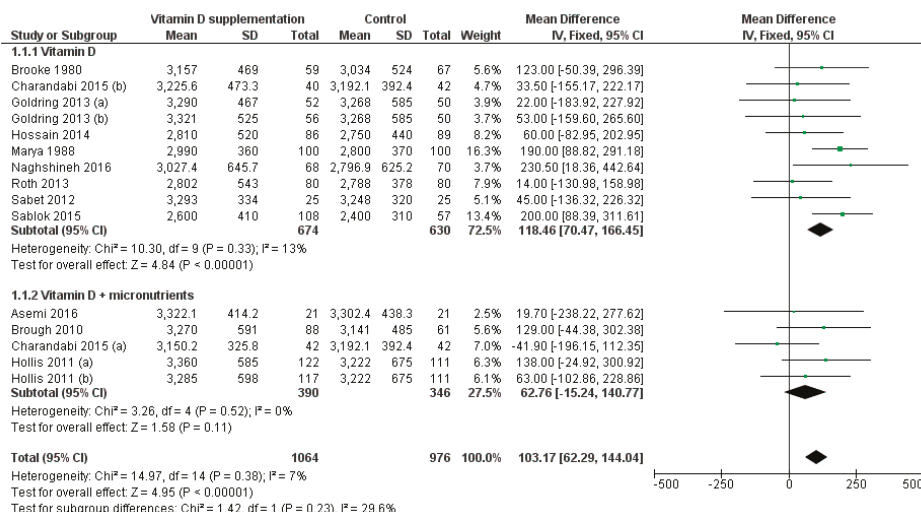 Vitamin D supplementation Control Mean Difference Mean Difference
Study or Subgroup Mean SD Total Mean SD Total Weight IV, Fixed, 95% CI IV, Fixed, 95% CI
1.1.1 Vitamin D
Brooke 1980 3,157 469 59 3,034 524 67 5.6% 123.00 [-50.39, 296.39]
Charandabi 2015 (b) 3,225.6 473.3 40 3,192.1 392.4 42 4.7% 33.50 [-155.17, 222.17]
Goldring 2013 (a) 3,290 467 52 3,268 585 50 4.0% 22.00 [-183.92, 227.92]
Goldring 2013 (b) 3,321 525 56 3,268 585 50 3.7% 53.00 [-159.60, 265.60]
Hossain 2014 2,810 520 86 2,750 440 89 8.2% 60.00 [-82.95, 202.95]
Marya 1988 2,990 360 100 2,800 370 100 16.3% 190.00 [88.82, 291.18]
Naghshineh 2016 3,027.4 645.7 68 2,796.9 625.2 70 3.7% 230.50 [18.36, 442.64]
Roth 2013 2,802 543 80 2,788 378 80 7.9% 14.00 [-130.98, 158.98]
Sabet 2012 3,293 334 25 3,248 320 25 5.1% 45.00 [-136.32, 226.32]
Sablok 2015 2,600 410 108 2,400 310 57 13.4% 200.00 [88.39, 311.61]
Subtotal (95% CI) 674 630 72.5% 118.46 [70.47, 166.45]
Heterogeneity: Chi² = 10.30, df = 9 (P = 0.33); I² = 13%
Test for overall effect: Z = 4.84 (P < 0.00001)
1.1.2 Vitamin D + micronutrients
Asemi 2016 3,322.1 414.2 21 3,302.4 438.3 21 2.5% 19.70 [-238.22, 277.62]
Brough 2010 3,270 591 88 3,141 485 61 5.6% 129.00 [-44.38, 302.38]
Charandabi 2015 (a) 3,150.2 325.8 42 3,192.1 392.4 42 7.0% -41.90 [-196.15, 112.35]
Hollis 2011 (a) 3,360 585 122 3,222 675 111 6.3% 138.00 [-24.92, 300.92]
Hollis 2011 (b) 3,285 598 117 3,222 675 111 6.1% 63.00 [-102.86, 228.86]
Subtotal (95% CI) 390 346 27.5% 62.76 [-15.24, 140.77]
Heterogeneity: Chi² = 3.26, df = 4 (P = 0.52); I² = 0%
Test for overall effect: Z = 1.58 (P = 0.11)
Total (95% CI) 1064 976 100.0% 103.17 [62.29, 144.04]
Heterogeneity: Chi² = 14.97, df = 14 (P = 0.38); I² = 7%
-500 -250 0 250 500
Test for overall effect: Z = 4.95 (P < 0.00001)
Test for subgroup differences: Chi² = 1.42, df = 1 (P = 0.23), I² = 29.6%